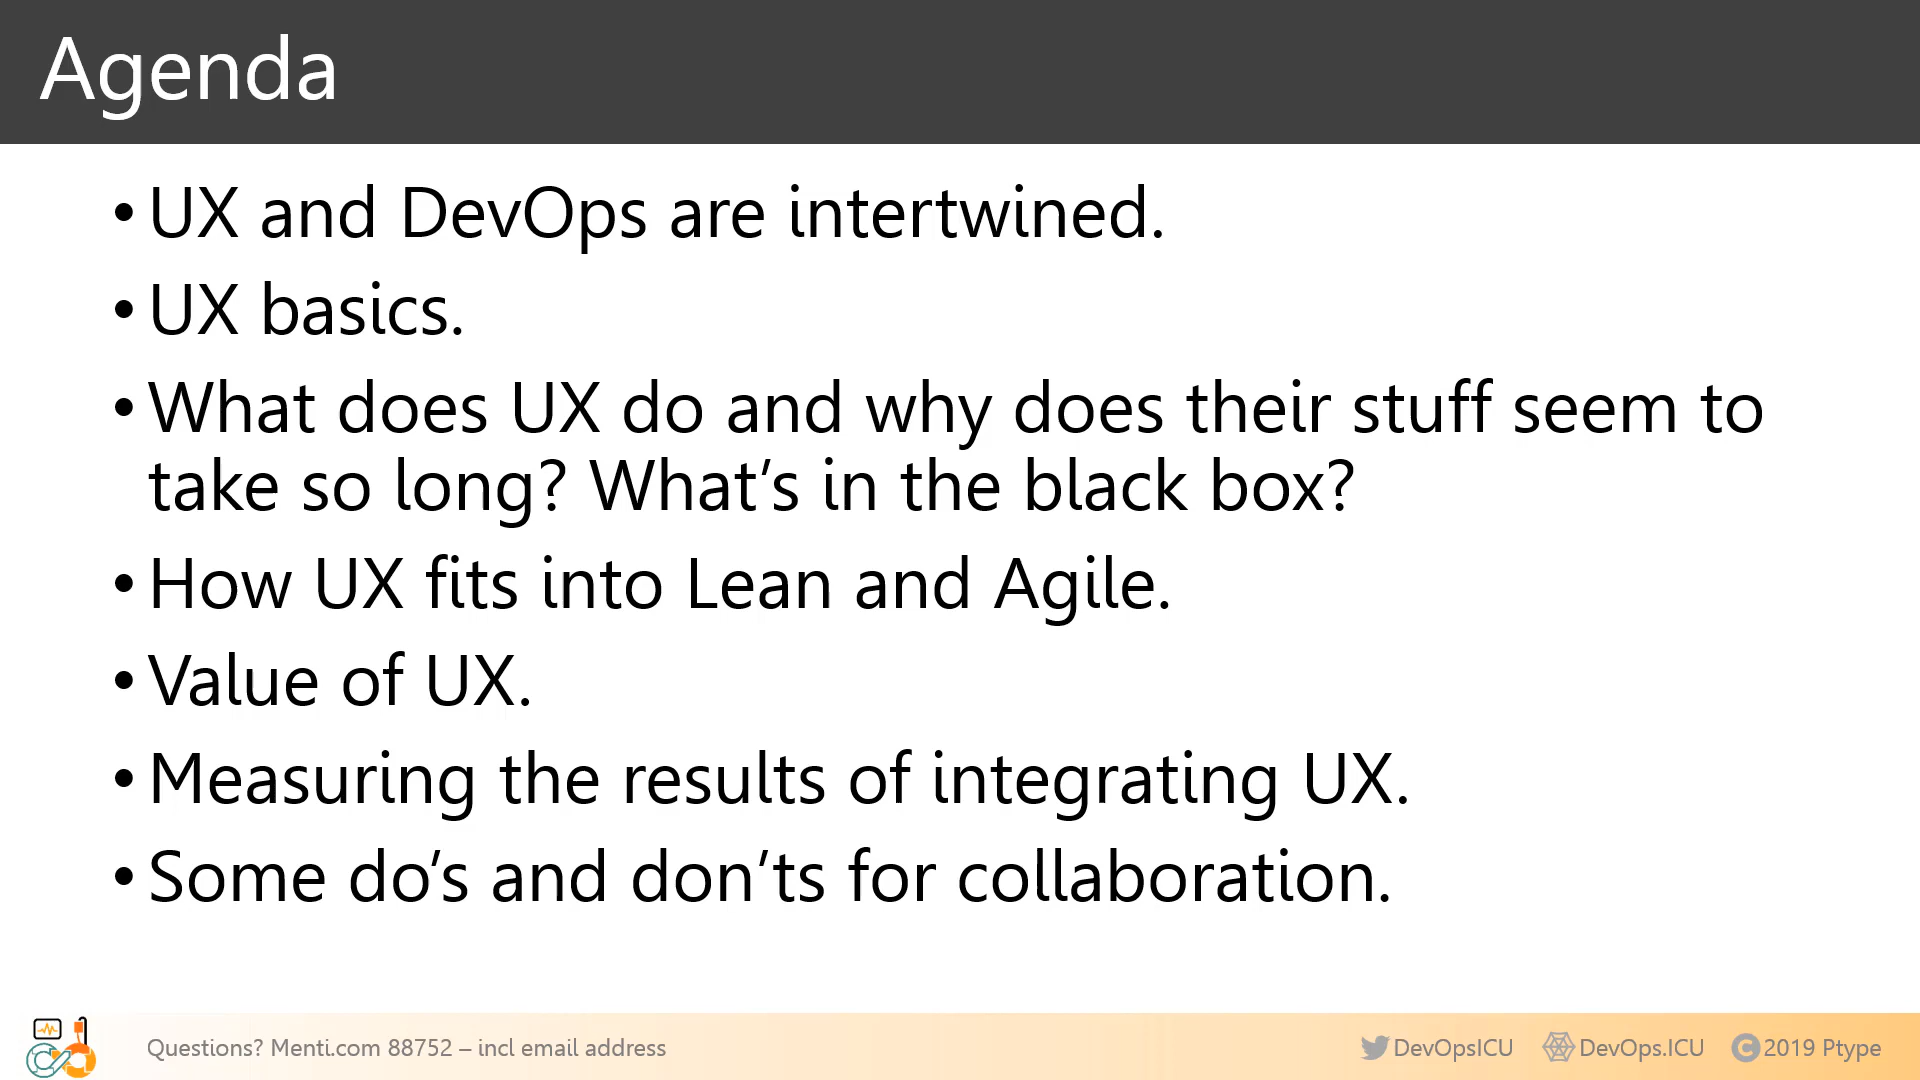 Agenda
• UX and DevOps are intertwined.
• UX basics.
• What does UX do and why does their stuff seem to
take so long? What’s in the black box?
• How UX fits into Lean and Agile.
• Value of UX.
• Measuring the results of integrating UX.
• Some do’s and don’ts for collaboration.
Questions? Menti.com 88752 – incl email address
DevOpsICU
DevOps.ICU
© 2019 Ptype